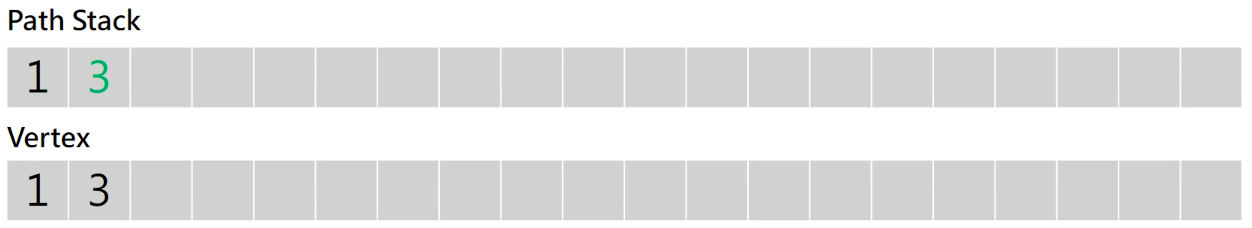 Path Stack
1 3
Vertex
1 3